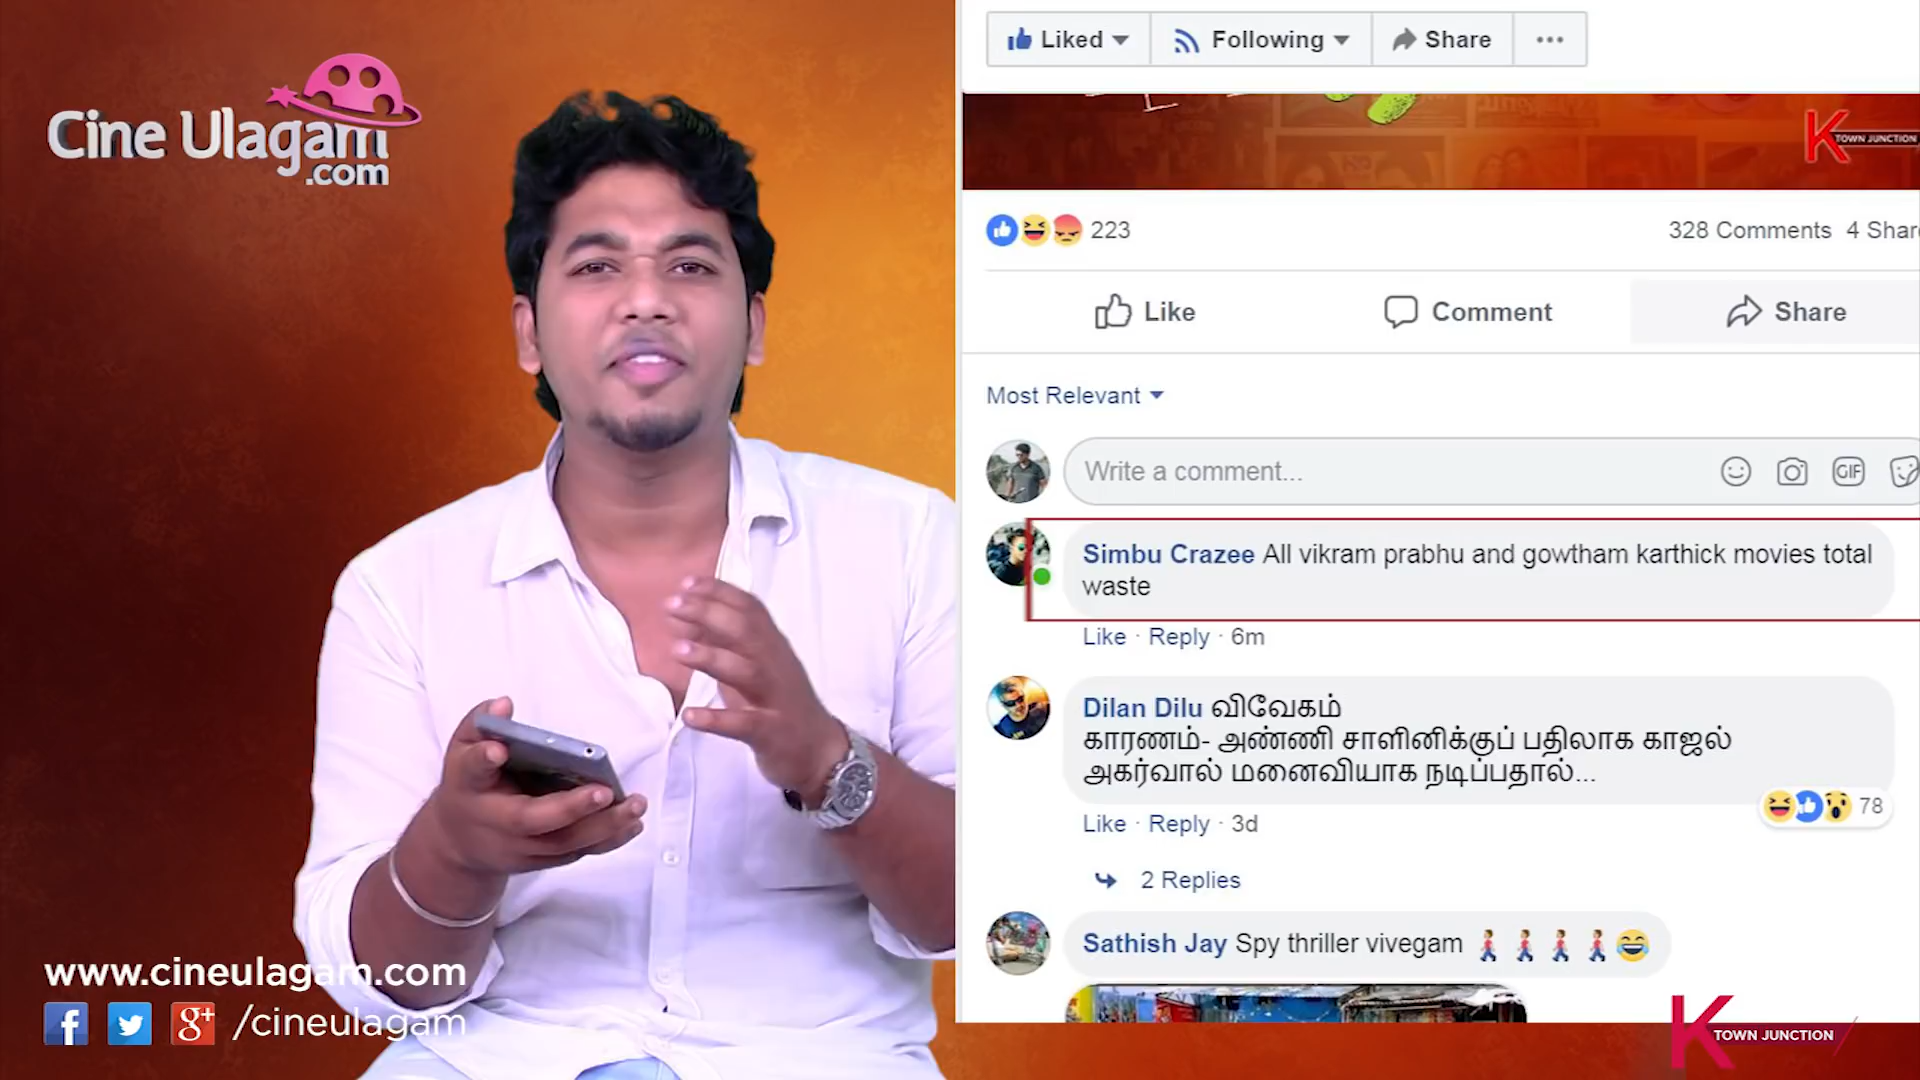 Cine Ulagam
.com
www.cineulagam.com
/cineulagam
Liked
Following
Share
K TOWN JUNCTION
223
328 Comments 4 Share
Like
Comment
Share
Most Relevant
Write a comment...
GIF
Simbu Crazee All vikram prabhu and gowtham karthick movies total
waste
Like · Reply · 6m
Dilan Dilu விவேகம்
காரணம்- அண்ணி சாளினிக்குப் பதிலாக காஜல்
அகர்வால் மனைவியாக நடிப்பதால்...
78
Like · Reply · 3d
2 Replies
Sathish Jay Spy thriller vivegam
K TOWN JUNCTION